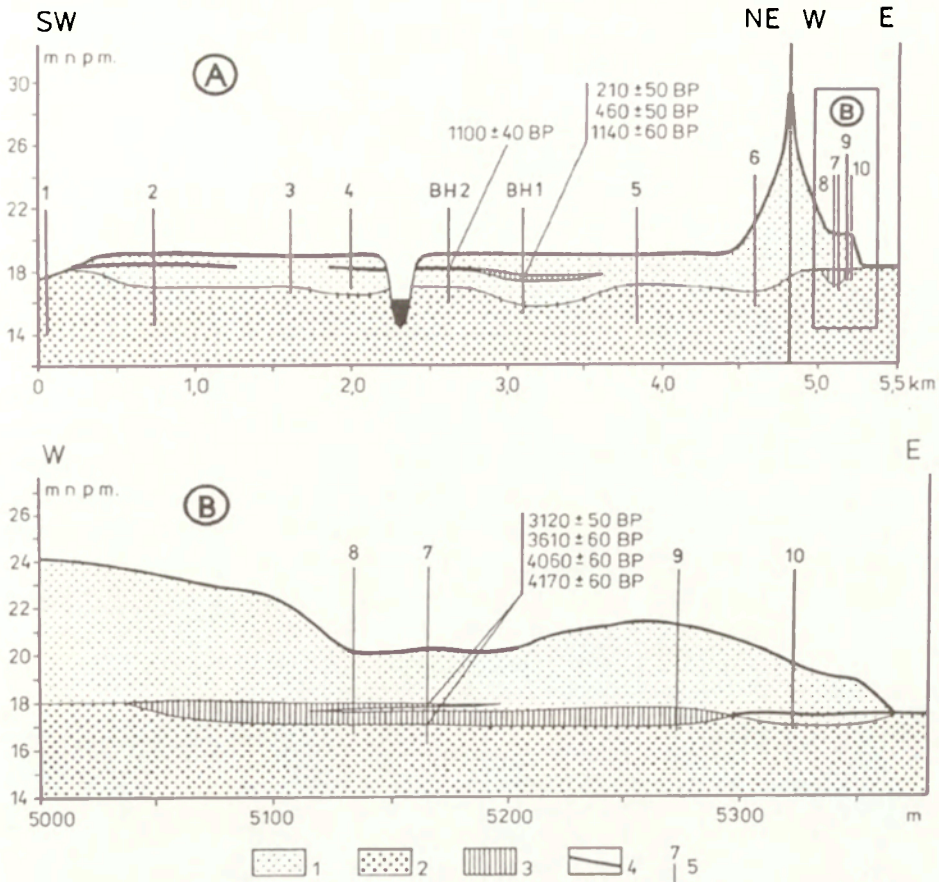 SW NE W E
m n p m.
A
30
26
22
18
14
210 ± 50 BP
460 ± 50 BP
1140 ± 60 BP
1100 ± 40 BP
B
1 2 3 4 BH2 BH1 5 6 8 7 9 10
0 1,0 2,0 3,0 4,0 5,0 5,5 km
W E
m n p m.
B
26
24
22
20
18
16
14
3120 ± 50 BP
3610 ± 60 BP
4060 ± 60 BP
4170 ± 60 BP
8 7 9 10
5000 5100 5200 5300 m
1 2 3 4 7 5